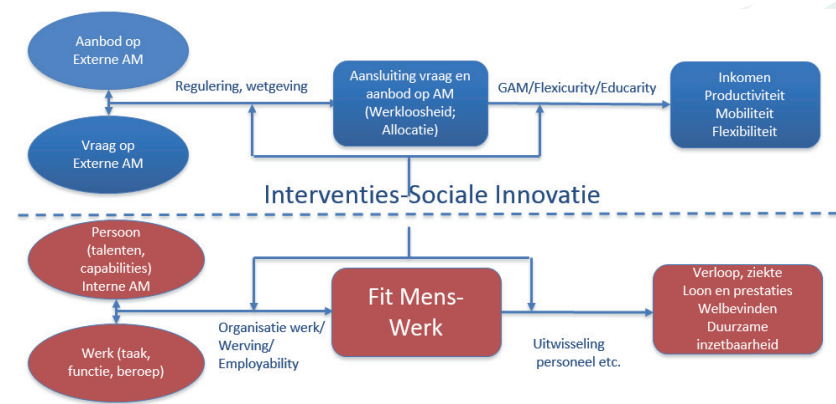 Aanbod op
Externe AM
Regulering, wetgeving
Vraag op
Externe AM
Aansluiting vraag en
aanbod op AM
(Werkloosheid;
Allocatie)
GAM/Flexicurity/Educarity
Inkomen
Productiviteit
Mobiliteit
Flexibiliteit
Interventies-Sociale Innovatie
Persoon
(talenten,
capabilities)
Interne AM
Werk (taak,
functie, beroep)
Organisatie werk/
Werving/
Employability
Fit Mens-
Werk
Uitwisseling
personeel etc.
Verloop, ziekte
Loon en prestaties
Welbevinden
Duurzame
inzetbaarheid